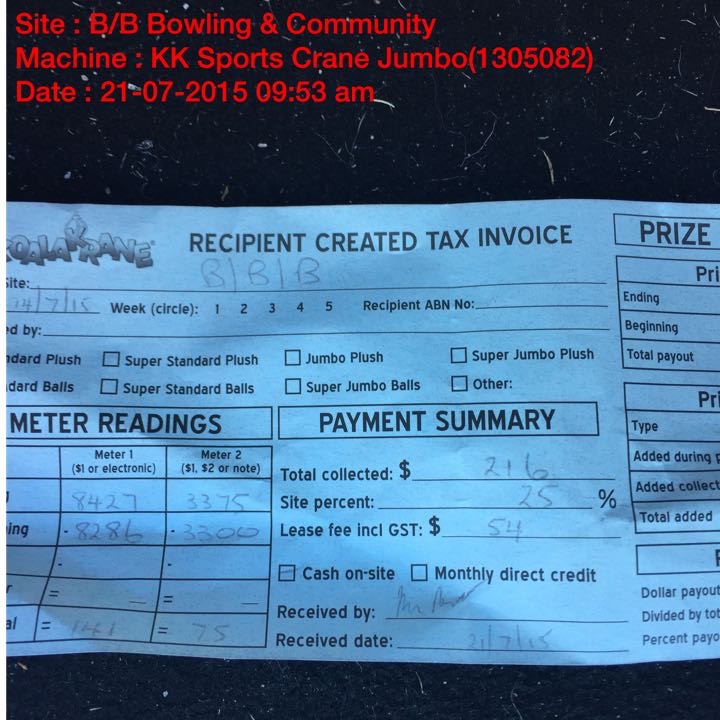 Site : B/B Bowling & Community
Machine : KK Sports Crane Jumbo(1305082)
Date : 21-07-2015 09:53 am
OALAKRANE
RECIPIENT CREATED TAX INVOICE
PRIZE
Site: B/B/B
Pri
14/7/15 Week (circle): 1 2 3 4 5 Recipient ABN No:
Ending
ed by:
Beginning
ndard Plush Super Standard Plush Jumbo Plush Super Jumbo Plush
Total payout
dard Balls Super Standard Balls Super Jumbo Balls Other:
METER READINGS
PAYMENT SUMMARY
Pri
Type
Meter 1 ($1 or electronic)
Meter 2 ($1, $2 or note)
Total collected: $ 216
Added during p
8427 3375
Site percent: 25 %
Added collect
ing - 8286 - 3300
Lease fee incl GST: $ 54
Total added
- -
Cash on-site Monthly direct credit
r = — = —
Received by:
Dollar payout
Divided by tot
al = 141 = 75
Received date: 21/7/15
Percent payo